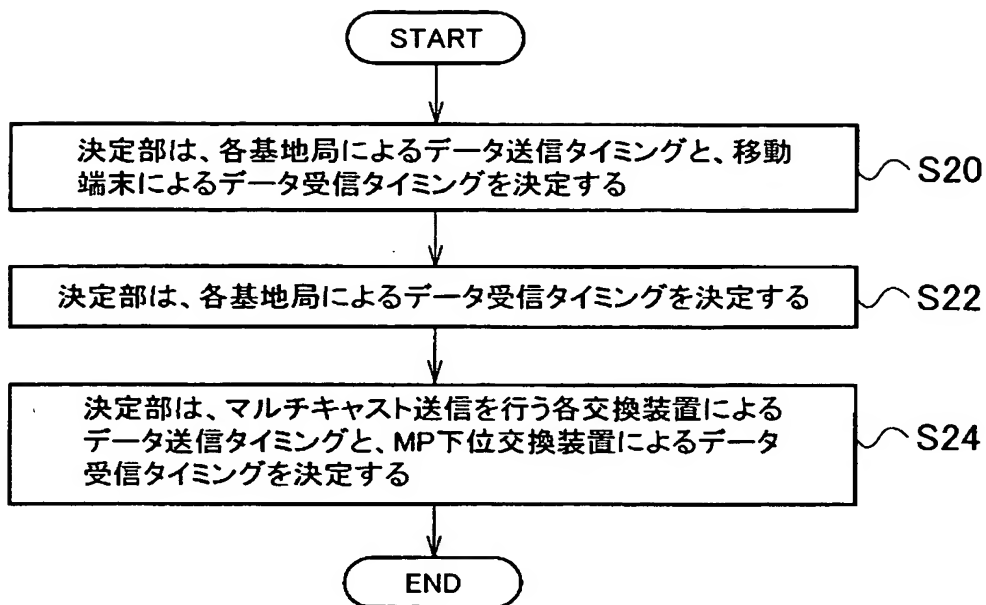 START
決定部は、各基地局によるデータ送信タイミングと、移動
端末によるデータ受信タイミングを決定する
S20
決定部は、各基地局によるデータ受信タイミングを決定する
S22
決定部は、マルチキャスト送信を行う各交換装置による
データ送信タイミングと、MP下位交換装置によるデータ
受信タイミングを決定する
S24
END